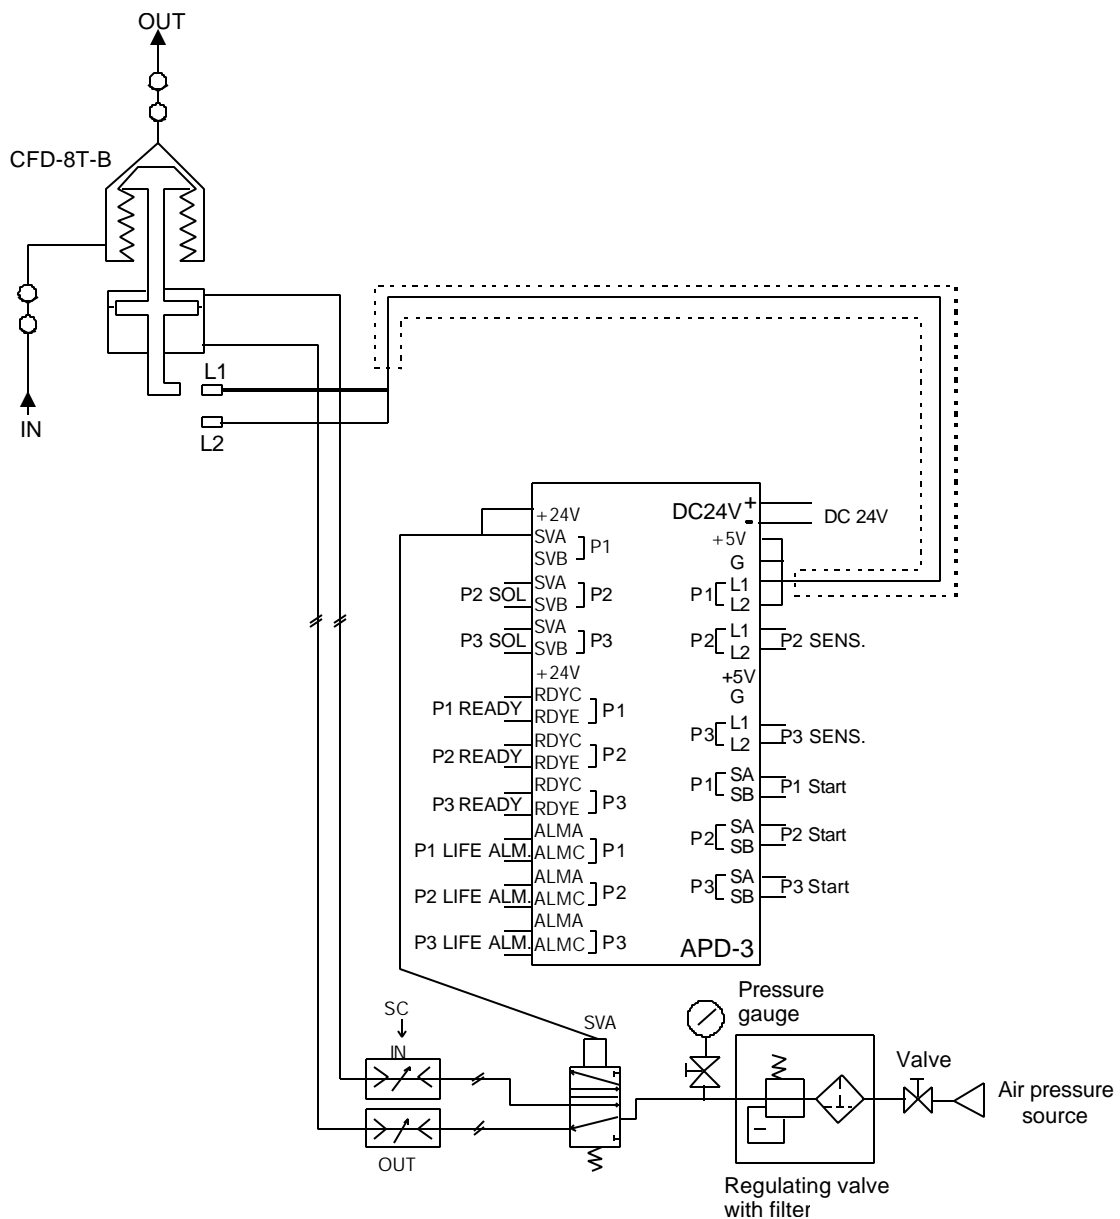 OUT
CFD-8T-B
IN
L1
L2
+24V
SVA
SVB
P1
P2 SOL
SVA
SVB
P2
P3 SOL
SVA
SVB
P3
+24V
P1 READY
RDYC
RDYE
P1
P2 READY
RDYC
RDYE
P2
P3 READY
RDYC
RDYE
P3
P1 LIFE ALM.
ALMA
ALMC
P1
P2 LIFE ALM.
ALMA
ALMC
P2
P3 LIFE ALM.
ALMA
ALMC
P3
DC24V + -
DC 24V
+5V
G
P1
L1
L2
P2
L1
L2
P2 SENS.
+5V
G
P3
L1
L2
P3 SENS.
P1
SA
SB
P1 Start
P2
SA
SB
P2 Start
P3
SA
SB
P3 Start
APD-3
SC
IN
OUT
SVA
Pressure
gauge
Valve
Air pressure
source
Regulating valve
with filter